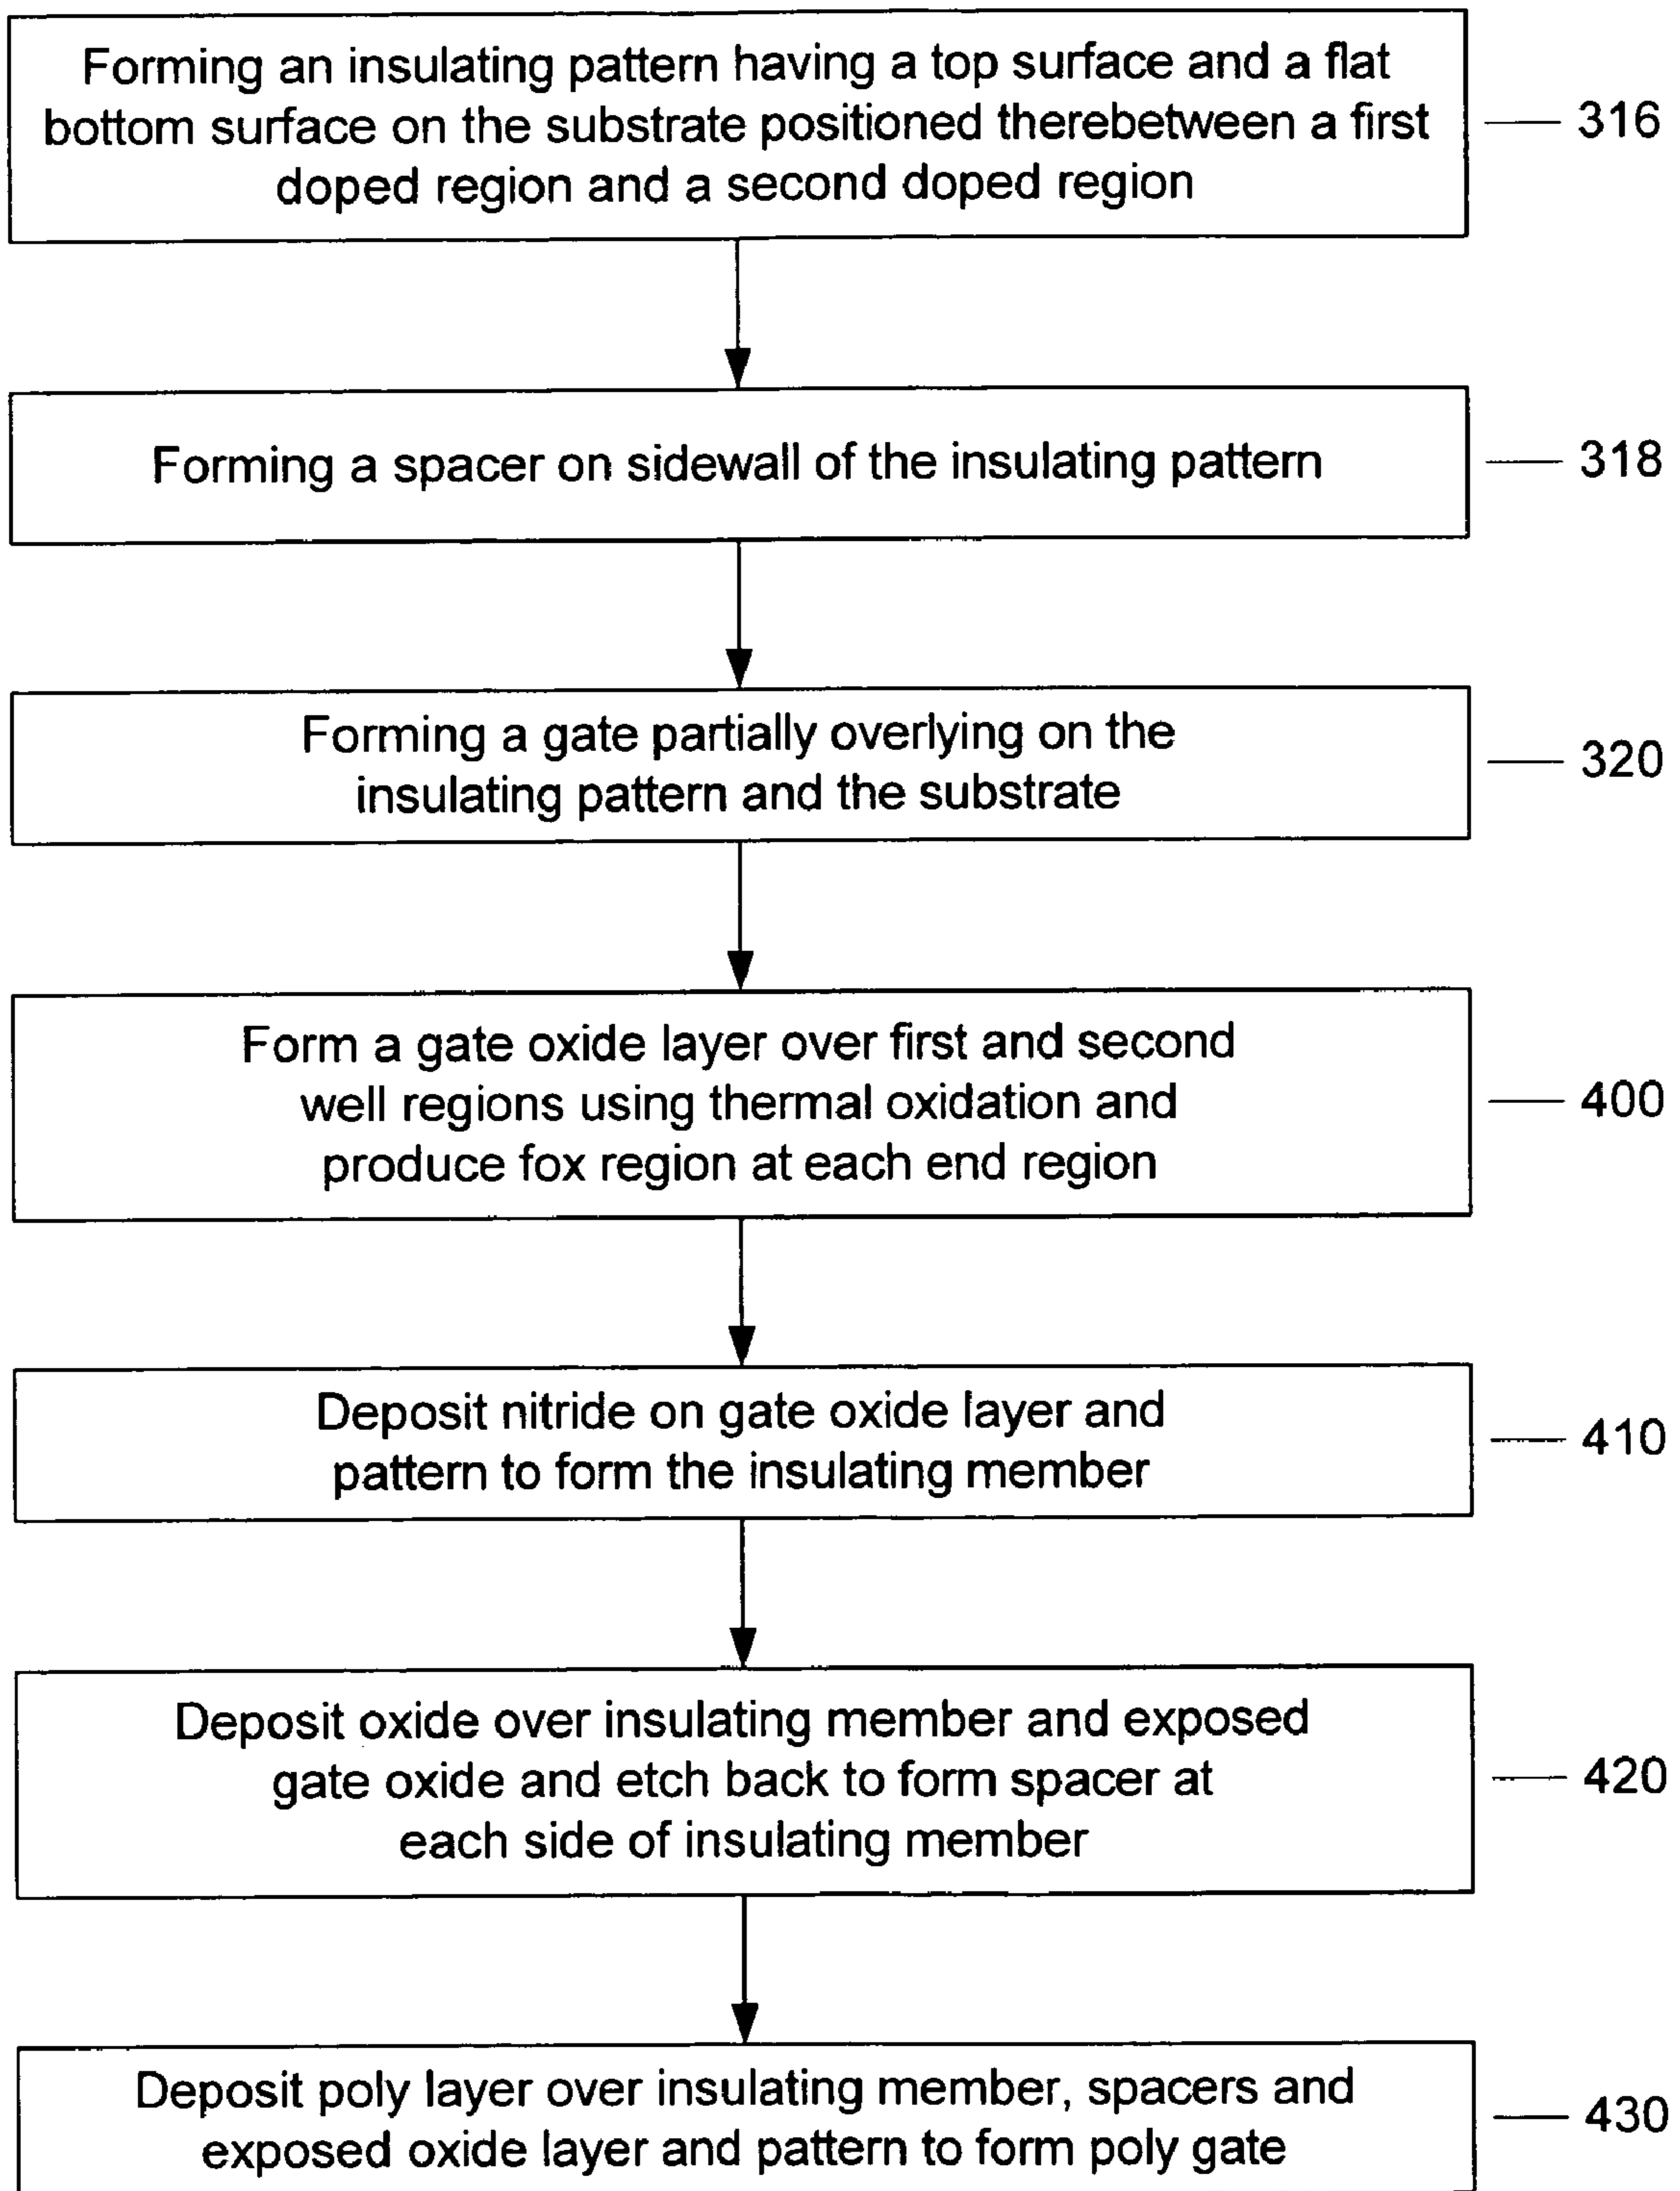 Forming an insulating pattern having a top surface and a flat
bottom surface on the substrate positioned therebetween a first
doped region and a second doped region
316
Forming a spacer on sidewall of the insulating pattern
318
Forming a gate partially overlying on the
insulating pattern and the substrate
320
Form a gate oxide layer over first and second
well regions using thermal oxidation and
produce fox region at each end region
400
Deposit nitride on gate oxide layer and
pattern to form the insulating member
410
Deposit oxide over insulating member and exposed
gate oxide and etch back to form spacer at
each side of insulating member
420
Deposit poly layer over insulating member, spacers and
exposed oxide layer and pattern to form poly gate
430